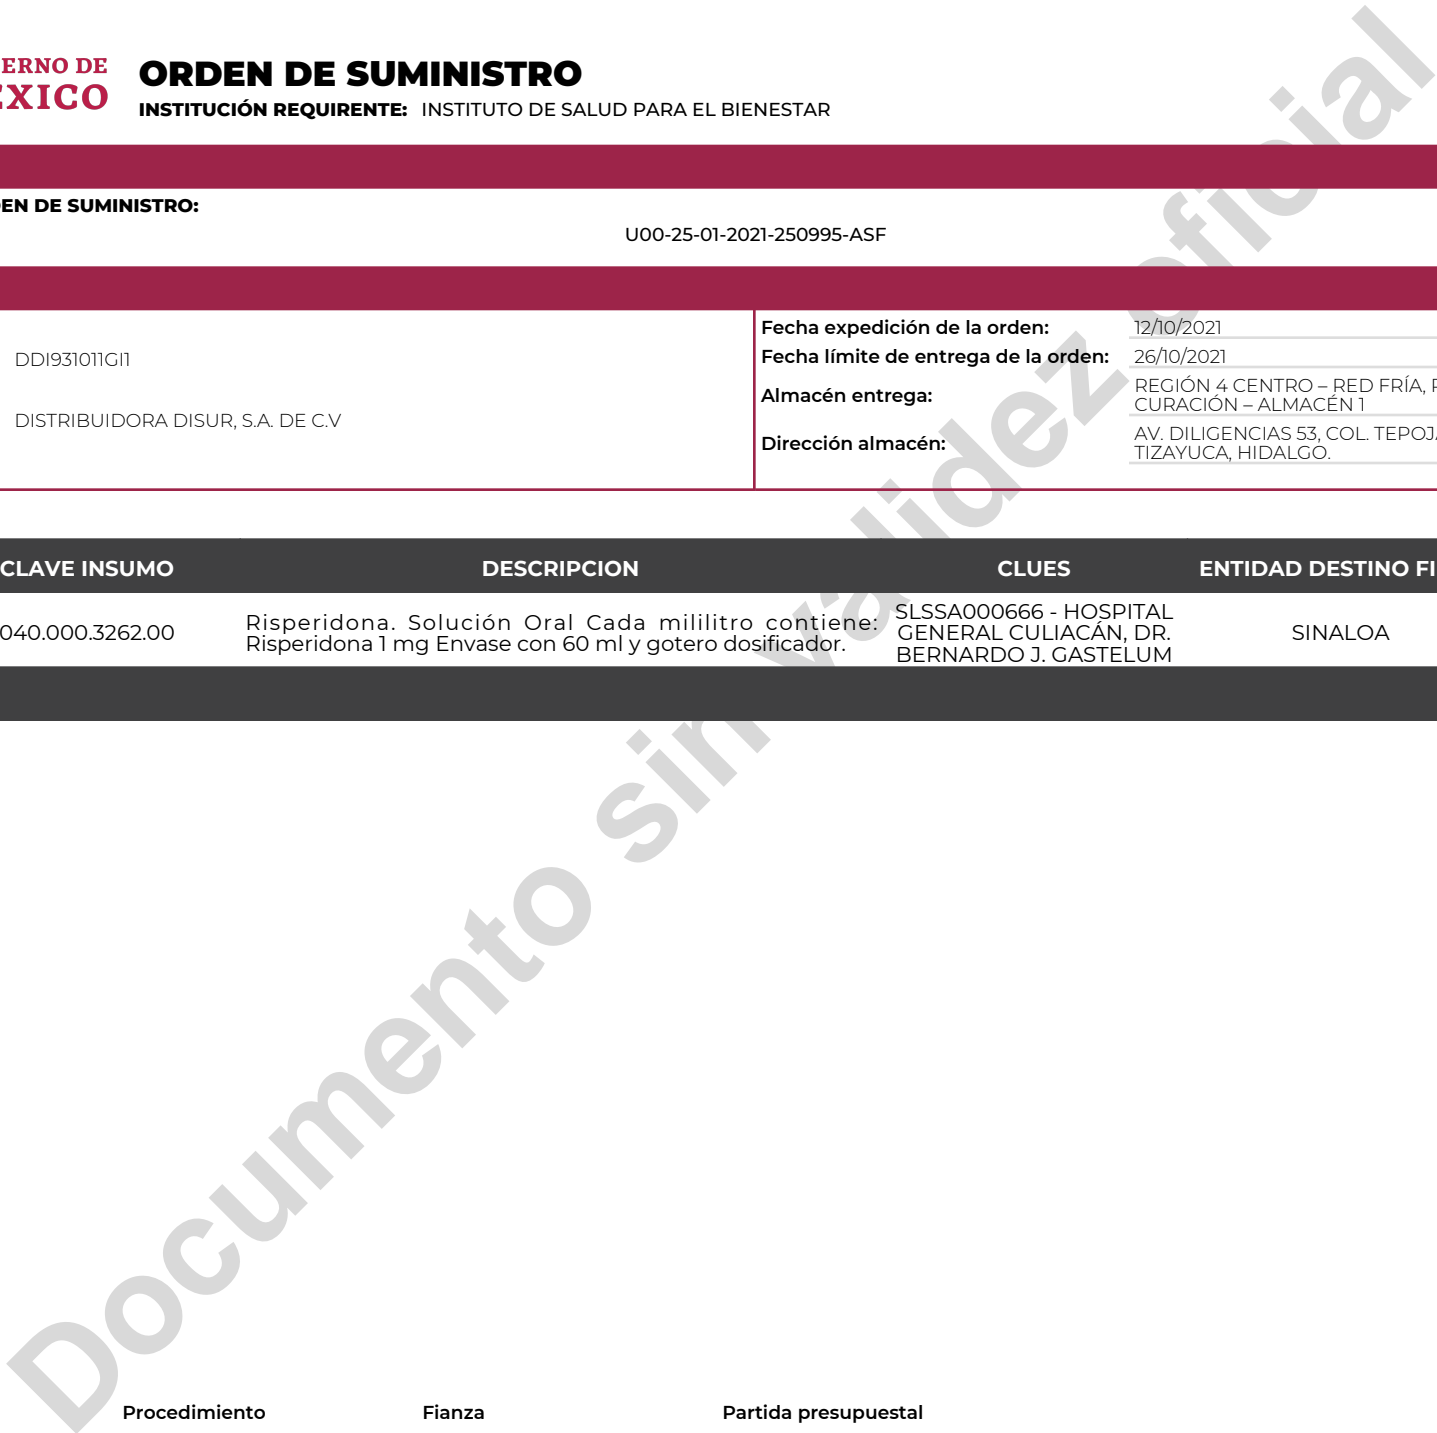 ERNO DE
ÉXICO
ORDEN DE SUMINISTRO
INSTITUCIÓN REQUIRENTE: INSTITUTO DE SALUD PARA EL BIENESTAR
EN DE SUMINISTRO:
U00-25-01-2021-250995-ASF
DDI931011GI1
DISTRIBUIDORA DISUR, S.A. DE C.V
Fecha expedición de la orden: 12/10/2021
Fecha límite de entrega de la orden: 26/10/2021
Almacén entrega: REGIÓN 4 CENTRO – RED FRÍA,
CURACIÓN – ALMACÉN 1
Dirección almacén: AV. DILIGENCIAS 53, COL. TEPOJA
TIZAYUCA, HIDALGO.
CLAVE INSUMO DESCRIPCION CLUES ENTIDAD DESTINO FI
040.000.3262.00
Risperidona. Solución Oral Cada mililitro contiene:
Risperidona 1 mg Envase con 60 ml y gotero dosificador.
SLSSA000666 - HOSPITAL
GENERAL CULIACÁN, DR.
BERNARDO J. GASTELUM
SINALOA
Documento sin validez oficial
Procedimiento Fianza Partida presupuestal